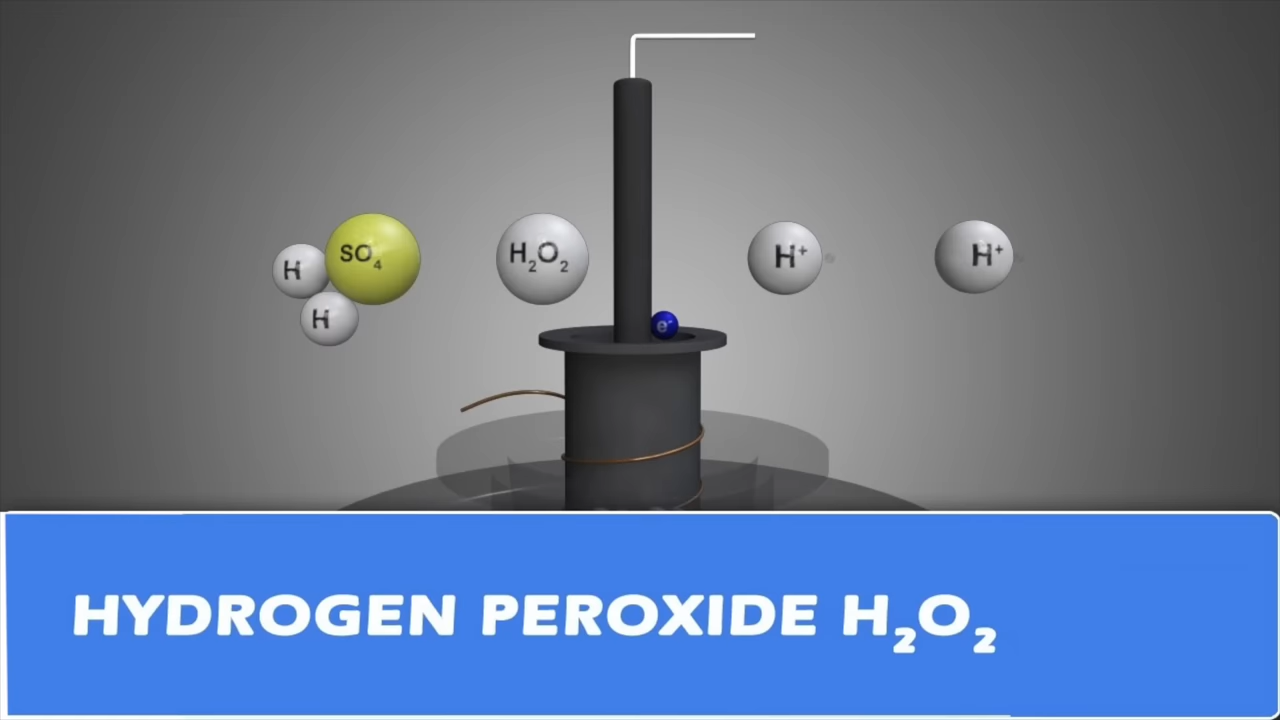 H
SO₄
H
H₂O₂
H⁺
H⁺
e⁻
HYDROGEN PEROXIDE H₂O₂